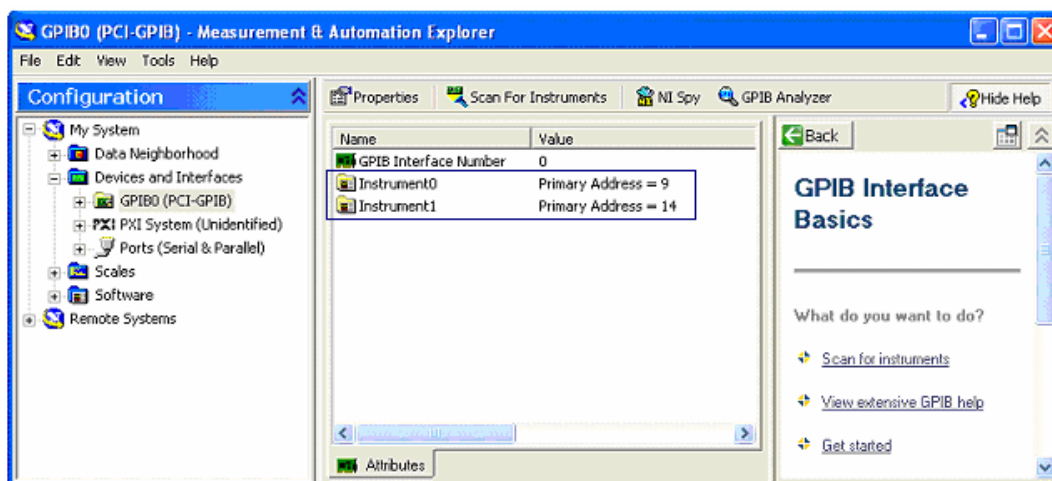 GPIB0 (PCI-GPIB) - Measurement & Automation Explorer
File Edit View Tools Help
Configuration
My System
Data Neighborhood
Devices and Interfaces
GPIB0 (PCI-GPIB)
PXI PXI System (Unidentified)
Ports (Serial & Parallel)
Scales
Software
Remote Systems
Properties Scan For Instruments NI Spy GPIB Analyzer Hide Help
Name Value
GPIB Interface Number 0
Instrument0 Primary Address = 9
Instrument1 Primary Address = 14
Attributes
Back
GPIB Interface
Basics
What do you want to do?
Scan for instruments
View extensive GPIB help
Get started